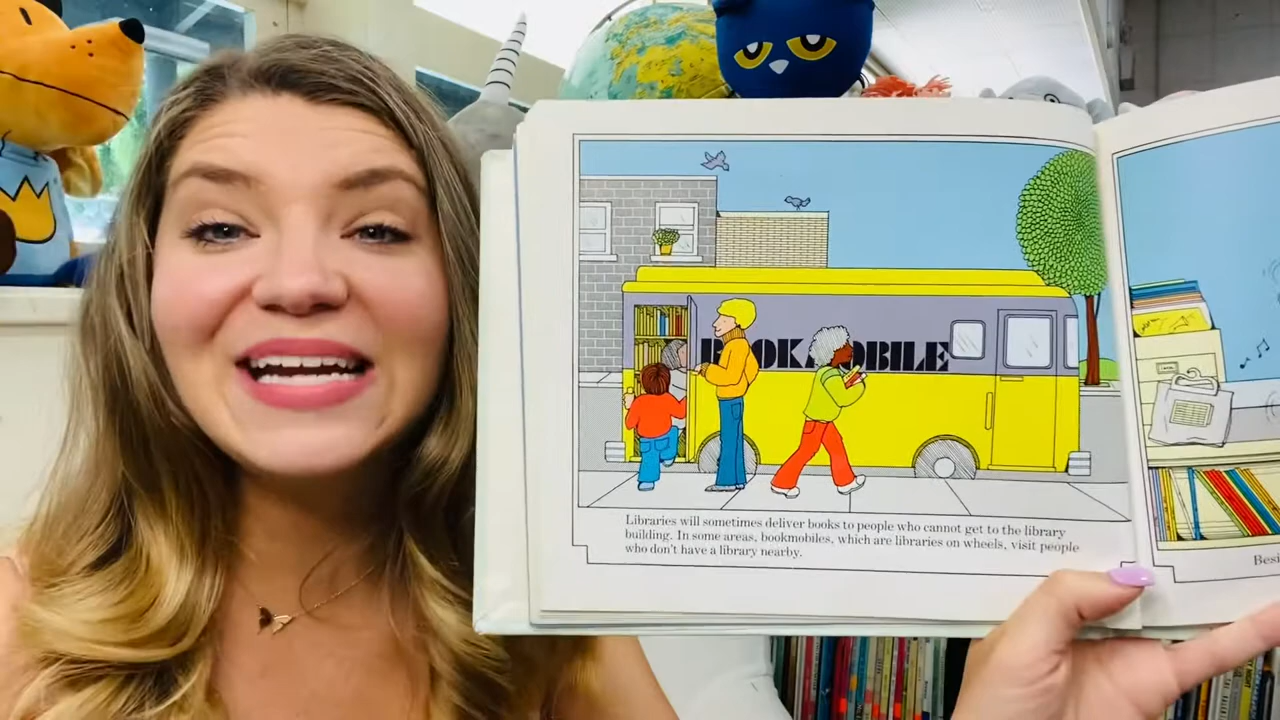 BOOKMOBILE
Libraries will sometimes deliver books to people who cannot get to the library
building. In some areas, bookmobiles, which are libraries on wheels, visit people
who don't have a library nearby.